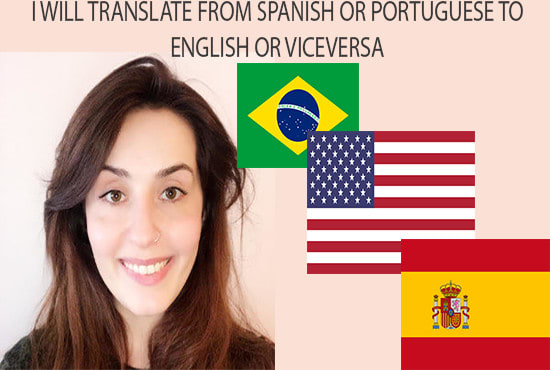 I WILL TRANSLATE FROM SPANISH OR PORTUGUESE TO
ENGLISH OR VICEVERSA